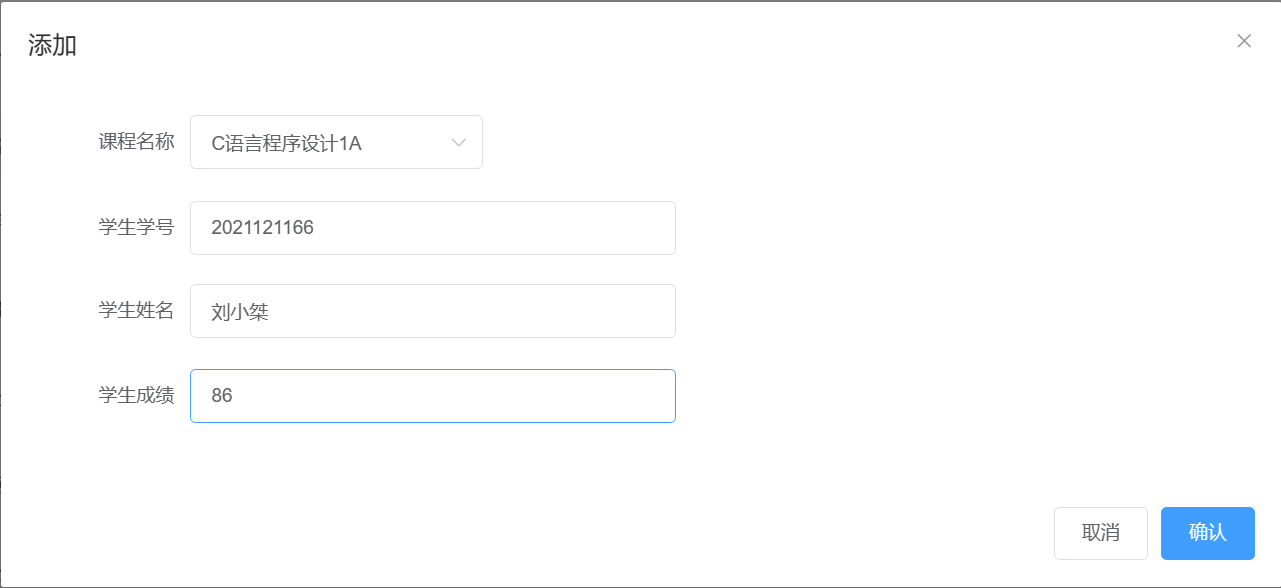 添加
课程名称 C语言程序设计1A
学生学号 2021121166
学生姓名 刘小桀
学生成绩 86
取消 确认